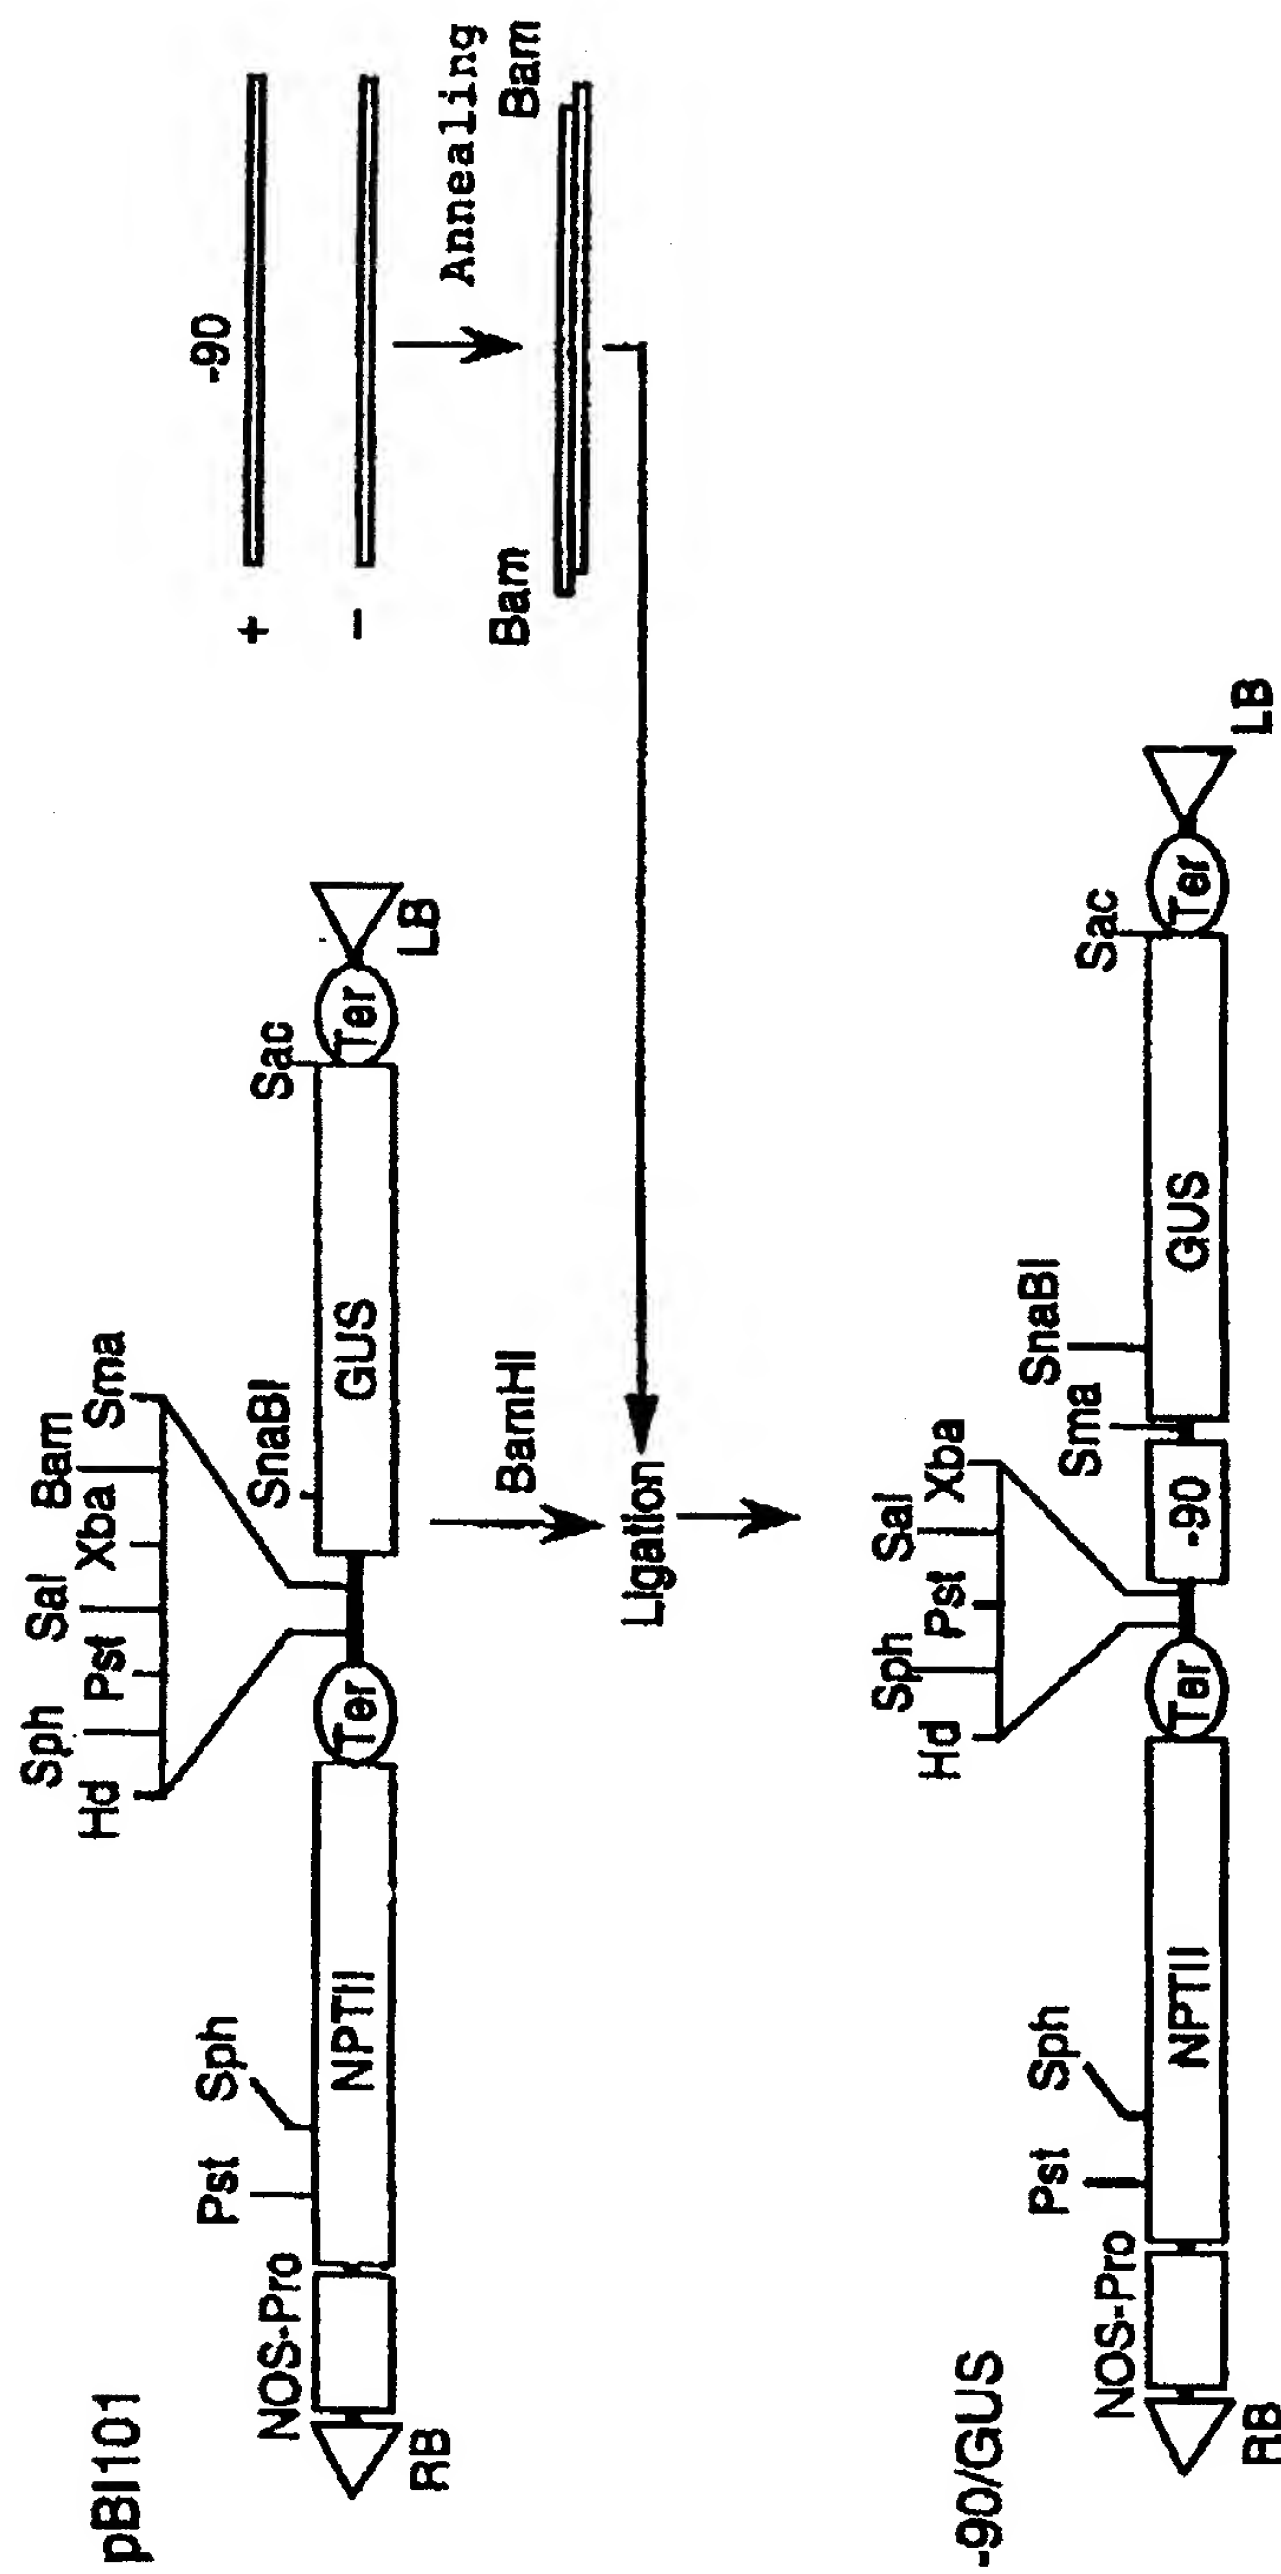 pBI101
Sph Sal Bam
Hd Pst Xba Sma
Pst Sph SnaBI Sac
NOS-Pro
NPTII Ter GUS Ter
RB LB
-90
+
-
Annealing
Bam Bam
BamHI
Ligation
-90/GUS
Sph Sal
Hd Pst Xba
Pst Sph Sma SnaBI Sac
NOS-Pro
NPTII Ter -90 GUS Ter
RB LB